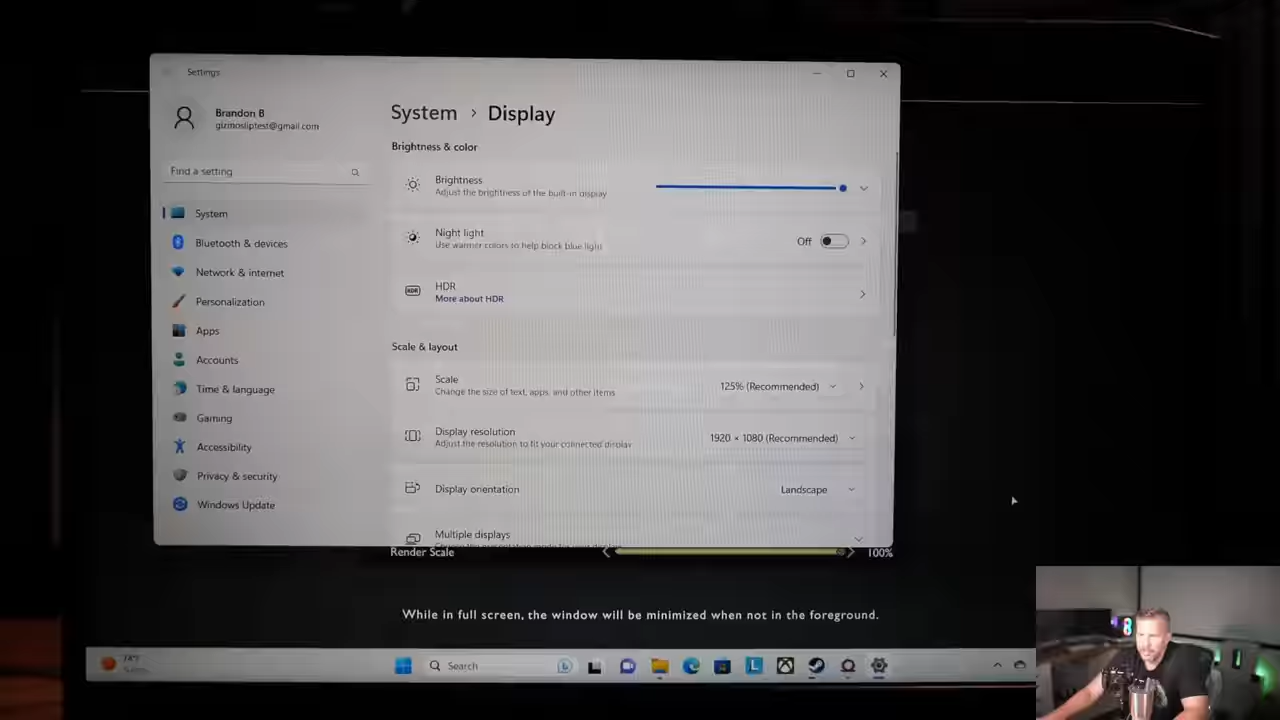 Settings
Brandon B
gizmosliptest@gmail.com
Find a setting
System
Bluetooth & devices
Network & internet
Personalization
Apps
Accounts
Time & language
Gaming
Accessibility
Privacy & security
Windows Update
System > Display
Brightness & color
Brightness
Adjust the brightness of the built-in display
Night light
Use warmer colors to help block blue light
Off
HDR
HDR
More about HDR
Scale & layout
Scale
Change the size of text, apps, and other items
125% (Recommended)
Display resolution
Adjust the resolution to fit your connected display
1920 × 1080 (Recommended)
Display orientation
Landscape
Multiple displays
Render Scale
100%
While in full screen, the window will be minimized when not in the foreground.
Search
L